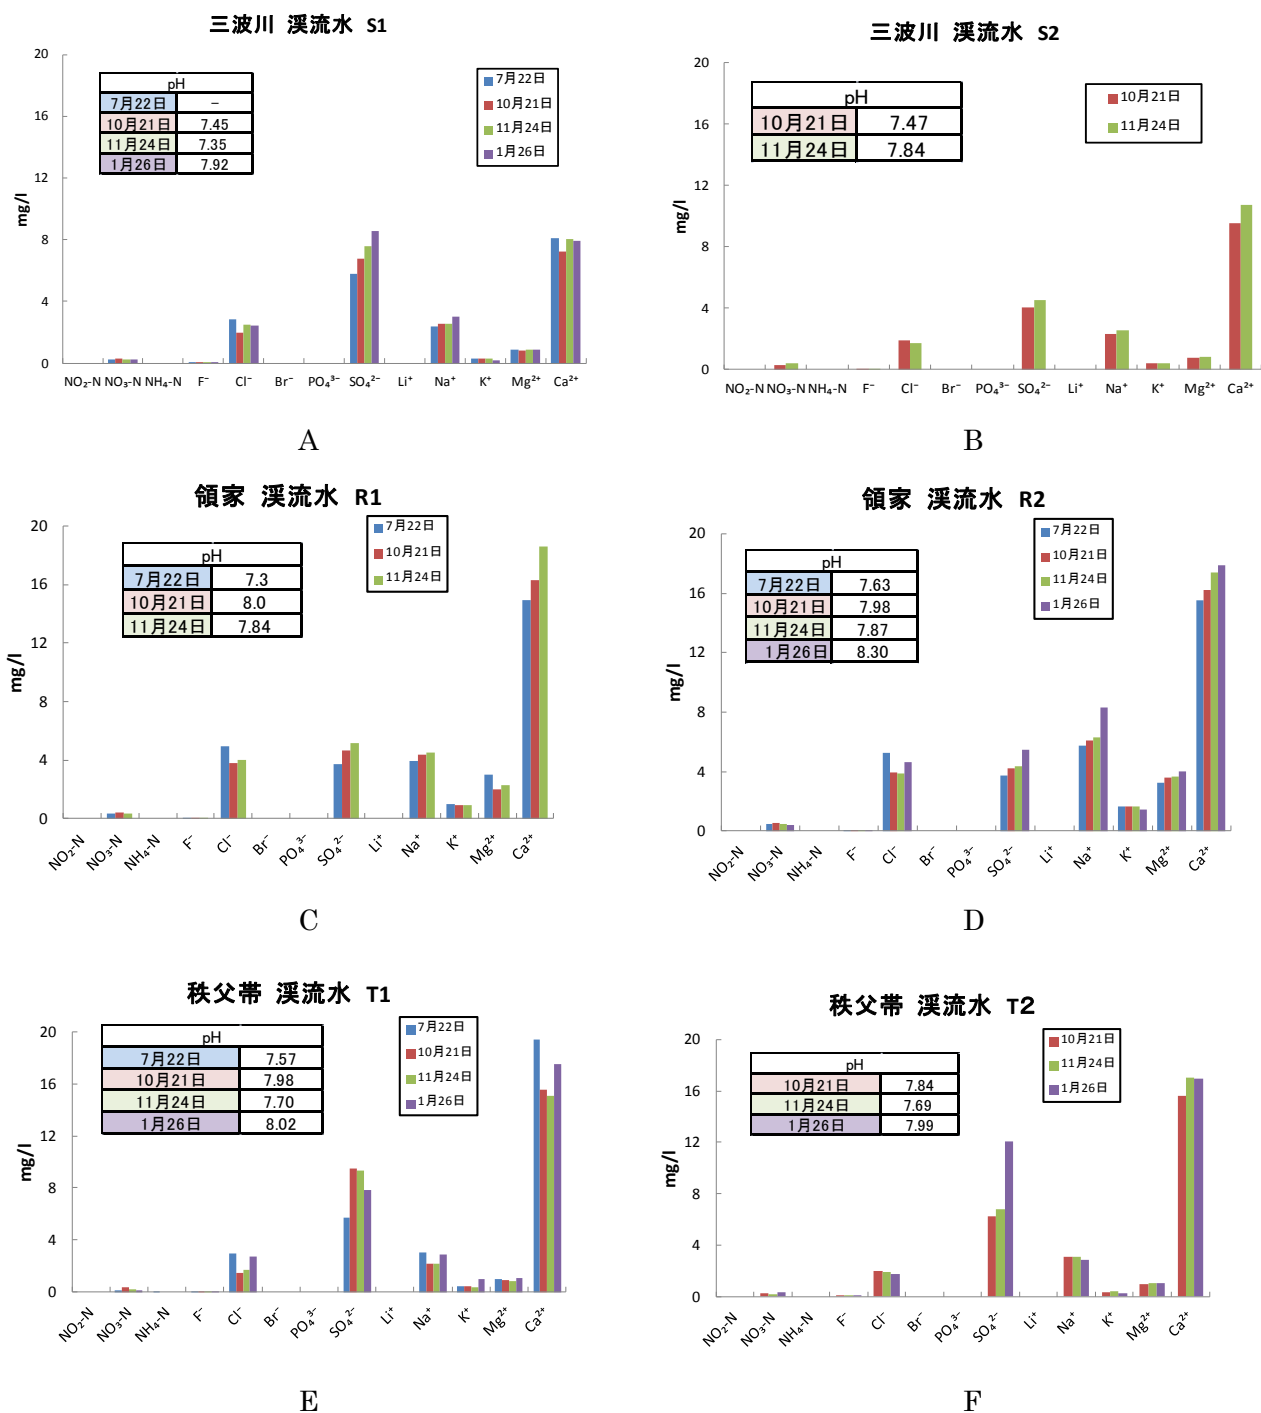 三波川 渓流水 S1
20
16
12
8
4
0
mg/l
pH
7月22日 －
10月21日 7.45
11月24日 7.35
1月26日 7.92
7月22日
10月21日
11月24日
1月26日
NO₂-N NO₃-N NH₄-N F⁻ Cl⁻ Br⁻ PO₄³⁻ SO₄²⁻ Li⁺ Na⁺ K⁺ Mg²⁺ Ca²⁺
A
三波川 渓流水 S2
20
16
12
8
4
0
mg/l
pH
10月21日 7.47
11月24日 7.84
10月21日
11月24日
NO₂-N NO₃-N NH₄-N F⁻ Cl⁻ Br⁻ PO₄³⁻ SO₄²⁻ Li⁺ Na⁺ K⁺ Mg²⁺ Ca²⁺
B
領家 渓流水 R1
20
16
12
8
4
0
mg/l
pH
7月22日 7.3
10月21日 8.0
11月24日 7.84
7月22日
10月21日
11月24日
NO₂-N NO₃-N NH₄-N F⁻ Cl⁻ Br⁻ PO₄³⁻ SO₄²⁻ Li⁺ Na⁺ K⁺ Mg²⁺ Ca²⁺
C
領家 渓流水 R2
20
16
12
8
4
0
mg/l
pH
7月22日 7.63
10月21日 7.98
11月24日 7.87
1月26日 8.30
7月22日
10月21日
11月24日
1月26日
NO₂-N NO₃-N NH₄-N F⁻ Cl⁻ Br⁻ PO₄³⁻ SO₄²⁻ Li⁺ Na⁺ K⁺ Mg²⁺ Ca²⁺
D
秩父帯 渓流水 T1
20
16
12
8
4
0
mg/l
pH
7月22日 7.57
10月21日 7.98
11月24日 7.70
1月26日 8.02
7月22日
10月21日
11月24日
1月26日
NO₂-N NO₃-N NH₄-N F⁻ Cl⁻ Br⁻ PO₄³⁻ SO₄²⁻ Li⁺ Na⁺ K⁺ Mg²⁺ Ca²⁺
E
秩父帯 渓流水 T2
20
16
12
8
4
0
mg/l
pH
10月21日 7.84
11月24日 7.69
1月26日 7.99
10月21日
11月24日
1月26日
NO₂-N NO₃-N NH₄-N F⁻ Cl⁻ Br⁻ PO₄³⁻ SO₄²⁻ Li⁺ Na⁺ K⁺ Mg²⁺ Ca²⁺
F